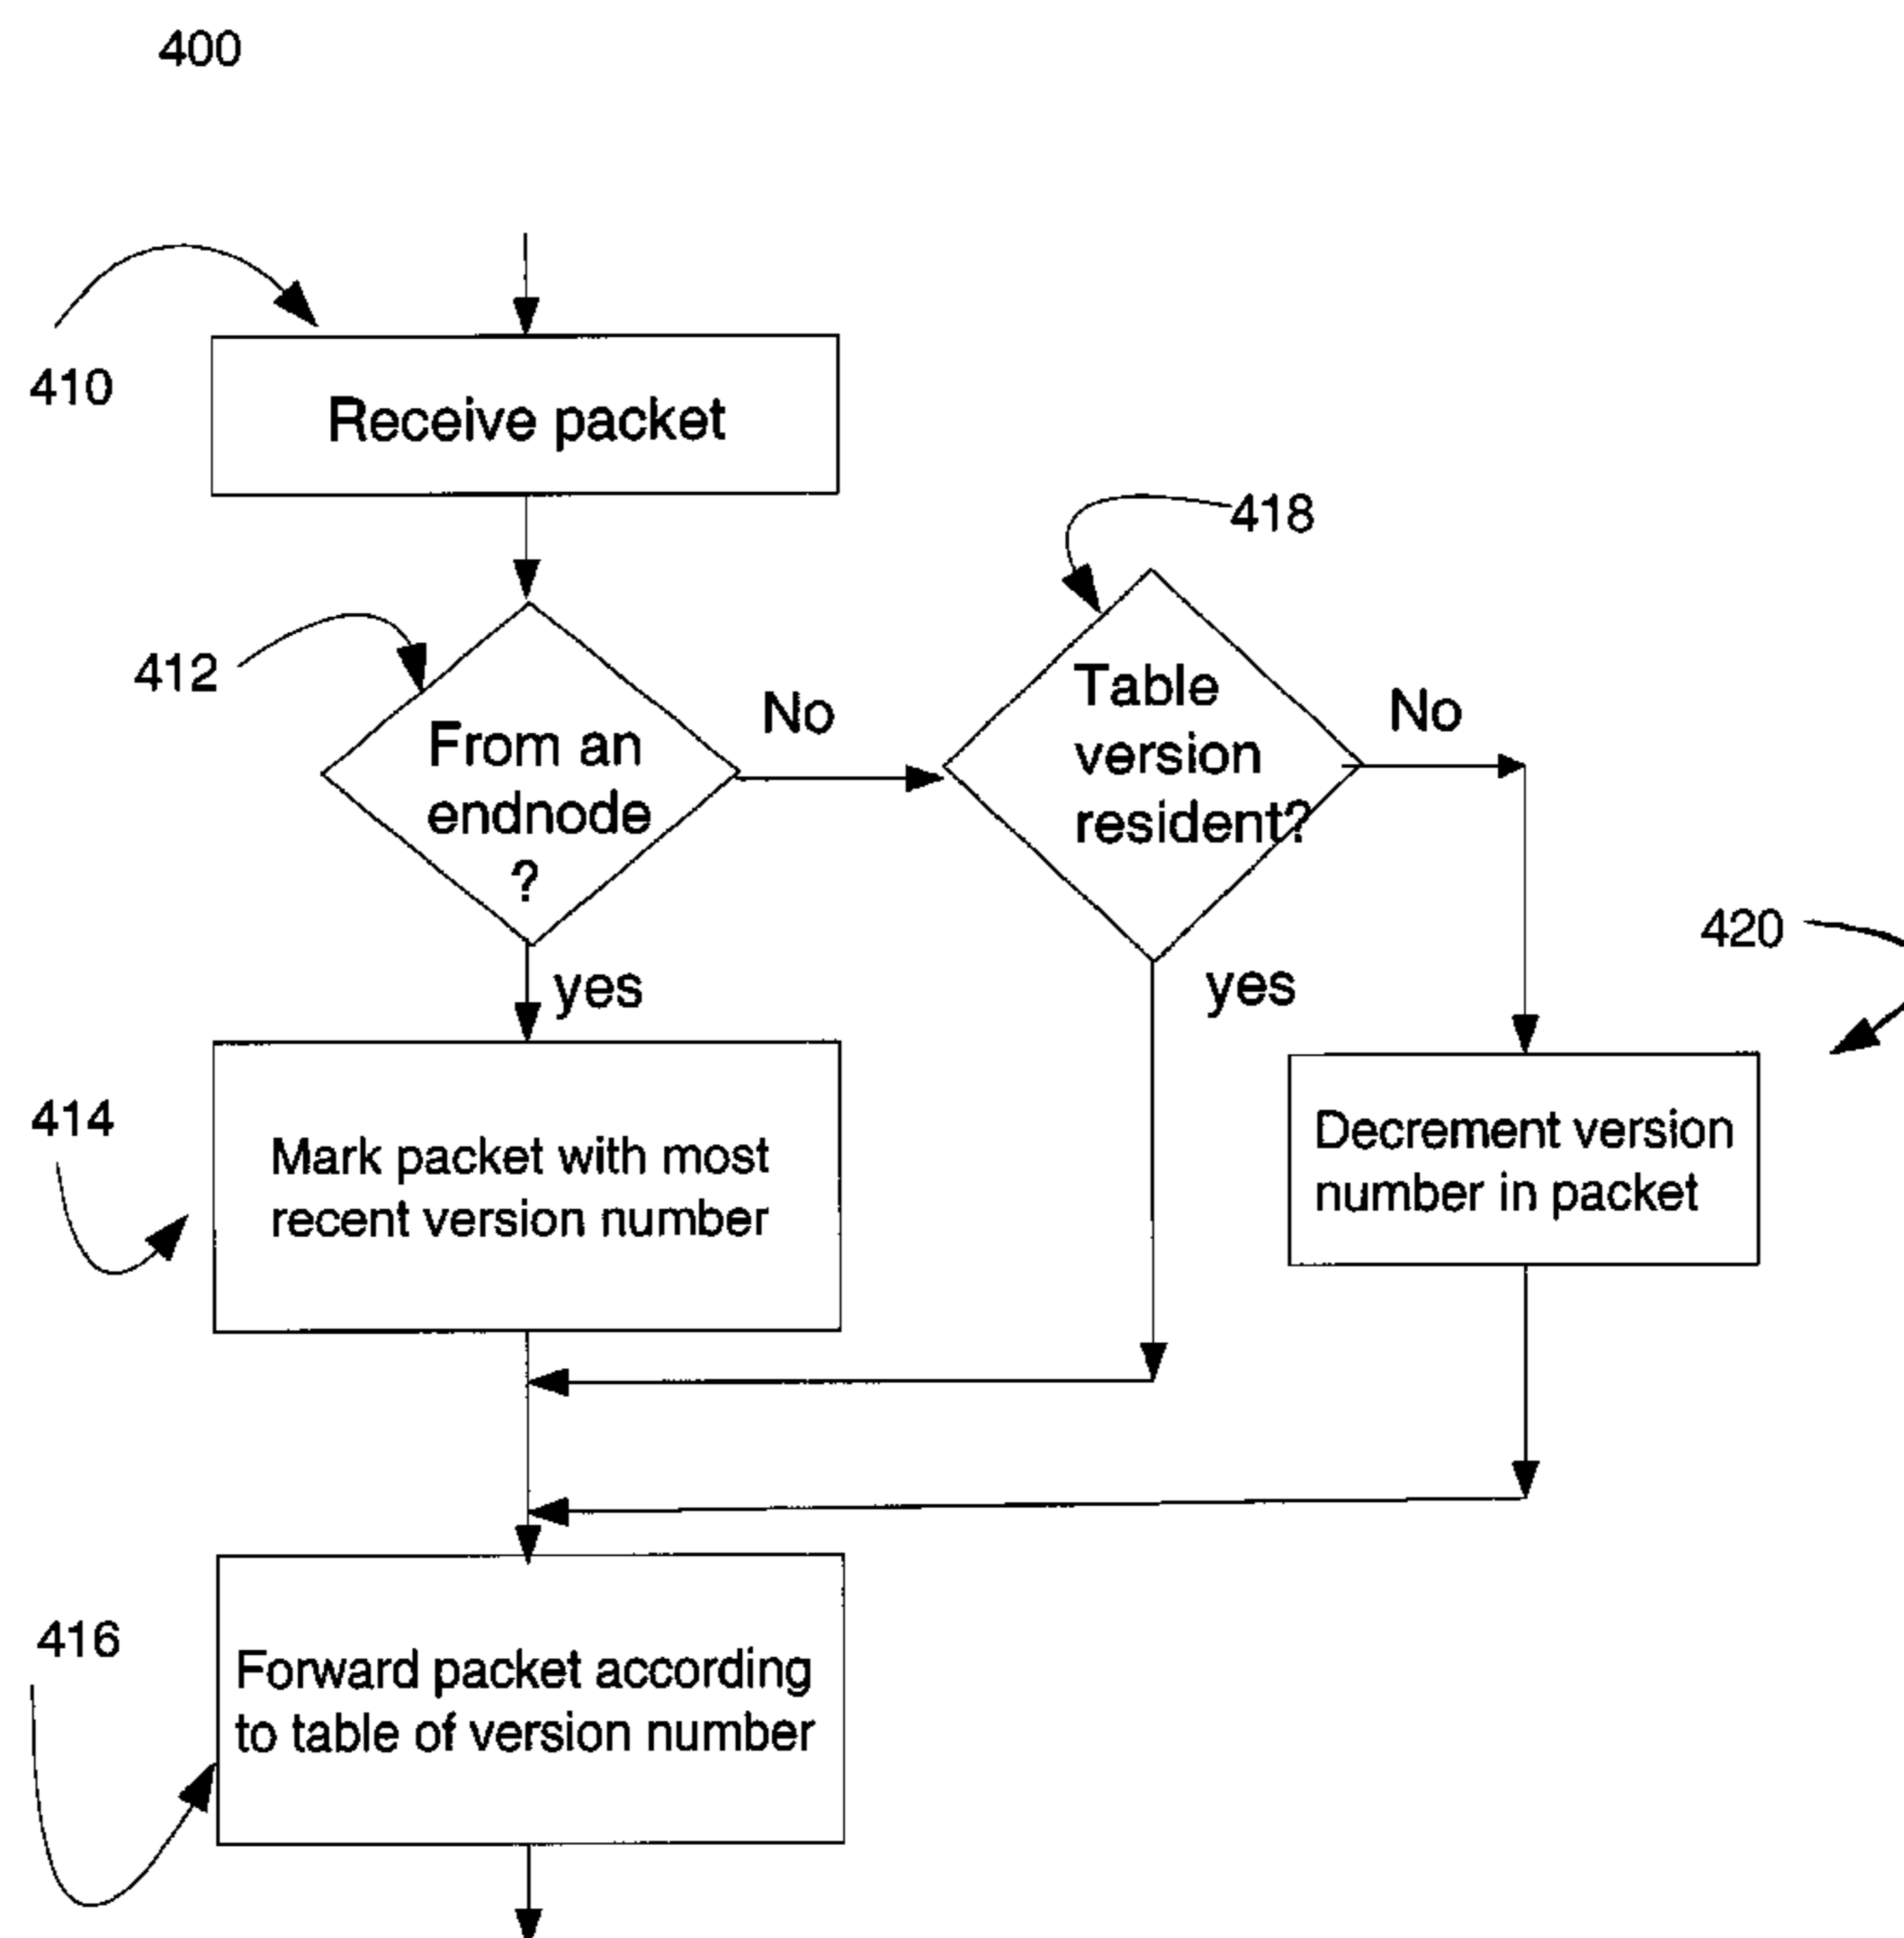 400
410
Receive packet
418
412
From an
endnode
?
No
Table
version
resident?
No
420
yes
yes
414
Mark packet with most
recent version number
Decrement version
number in packet
416
Forward packet according
to table of version number